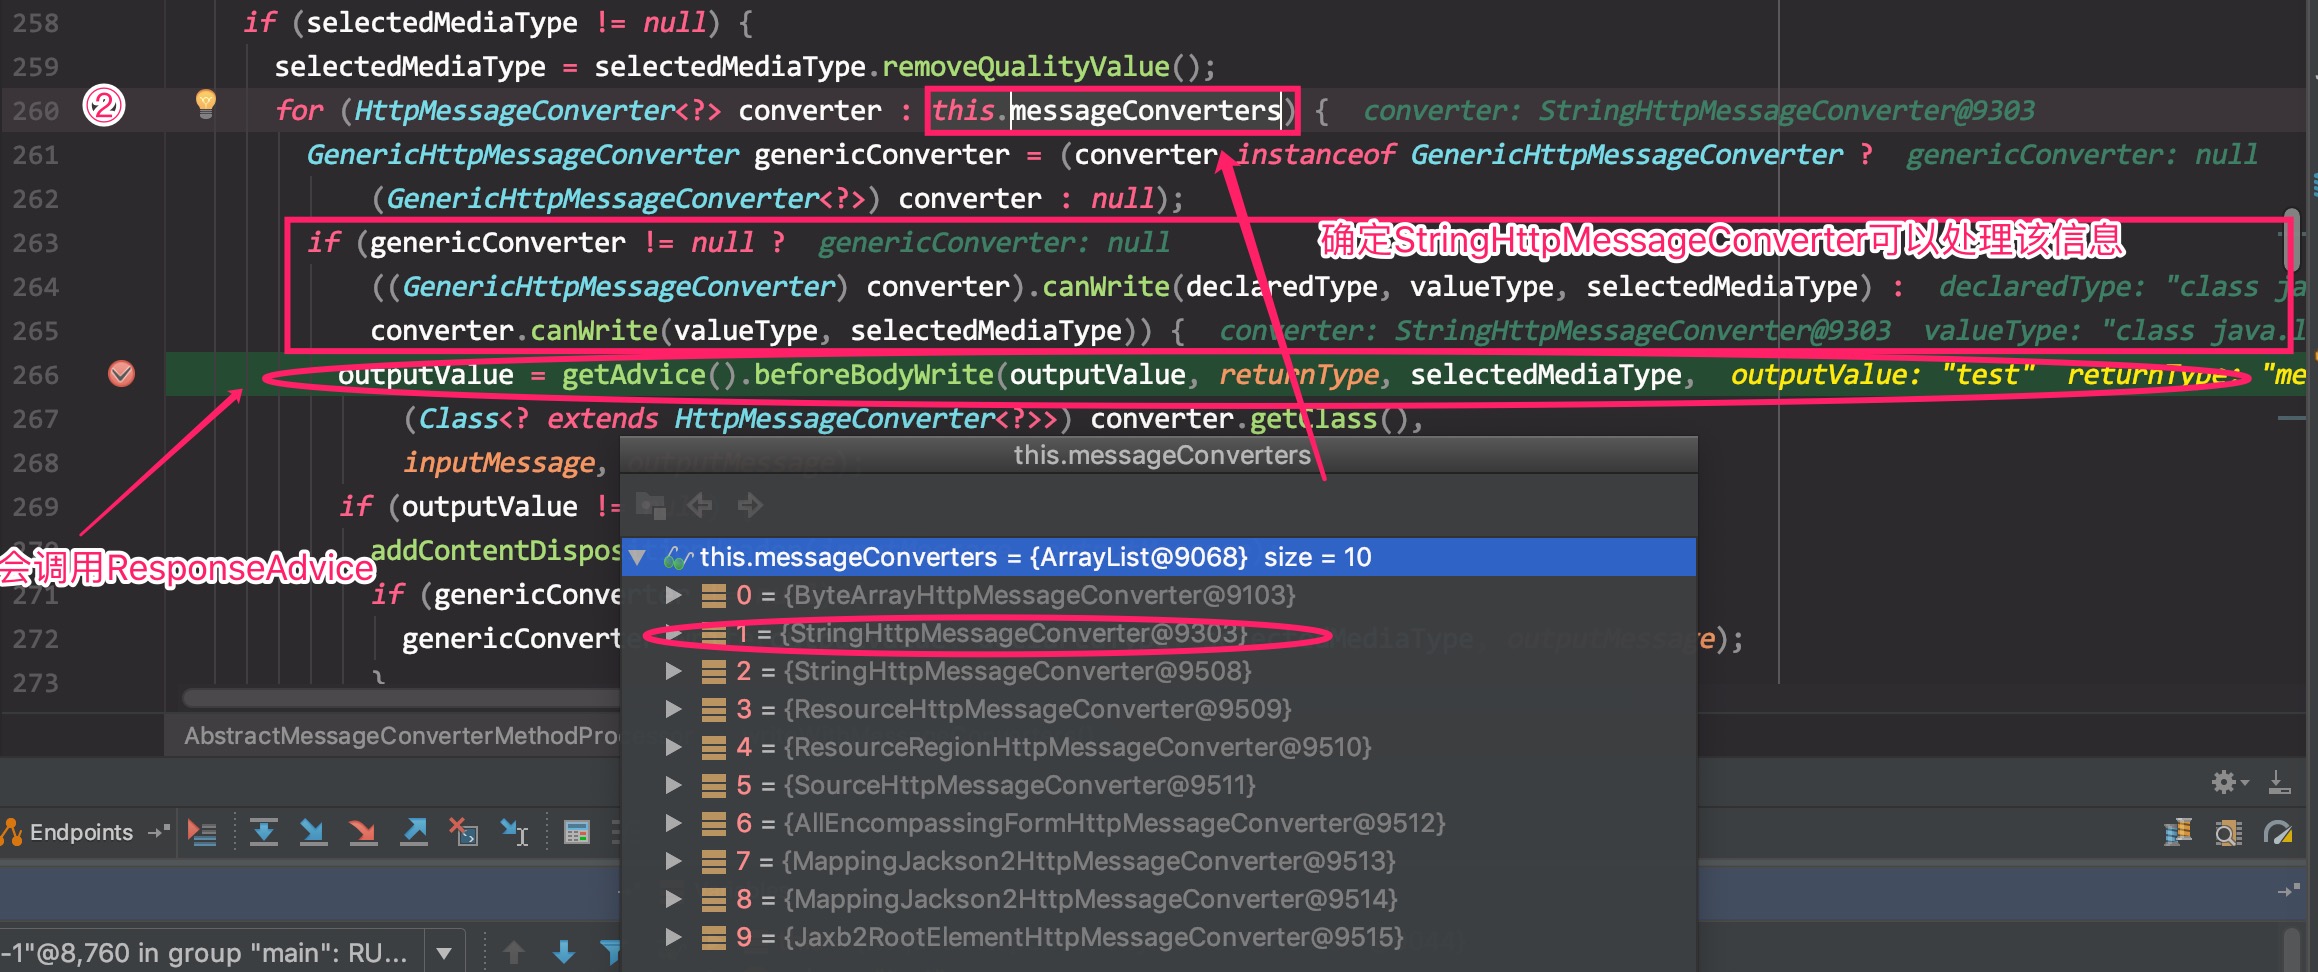 258 if (selectedMediaType != null) {
259 selectedMediaType = selectedMediaType.removeQualityValue();
260 ② for (HttpMessageConverter<?> converter : this.messageConverters) { converter: StringHttpMessageConverter@9303
261 GenericHttpMessageConverter genericConverter = (converter instanceof GenericHttpMessageConverter ? genericConverter: null
262 (GenericHttpMessageConverter<?>) converter : null);
263 if (genericConverter != null ? genericConverter: null
确定StringHttpMessageConverter可以处理该信息
264 ((GenericHttpMessageConverter) converter).canWrite(declaredType, valueType, selectedMediaType) : declaredType: "class ja
265 converter.canWrite(valueType, selectedMediaType)) { converter: StringHttpMessageConverter@9303 valueType: "class java.l
266 outputValue = getAdvice().beforeBodyWrite(outputValue, returnType, selectedMediaType, outputValue: "test" returnType: "me
267 (Class<? extends HttpMessageConverter<?>>) converter.getClass(),
268 inputMessage, outputMessage)
269 if (outputValue !=
addContentDispos
会调用ResponseAdvice
271 if (genericConve
272 genericConvert ectedMediaType, outputMessage);
273 }
this.messageConverters
this.messageConverters = {ArrayList@9068} size = 10
0 = {ByteArrayHttpMessageConverter@9103}
1 = {StringHttpMessageConverter@9303}
2 = {StringHttpMessageConverter@9508}
3 = {ResourceHttpMessageConverter@9509}
4 = {ResourceRegionHttpMessageConverter@9510}
5 = {SourceHttpMessageConverter@9511}
6 = {AllEncompassingFormHttpMessageConverter@9512}
7 = {MappingJackson2HttpMessageConverter@9513}
8 = {MappingJackson2HttpMessageConverter@9514}
9 = {Jaxb2RootElementHttpMessageConverter@9515}
AbstractMessageConverterMethodPro
Endpoints
-1"@8,760 in group "main": RU...